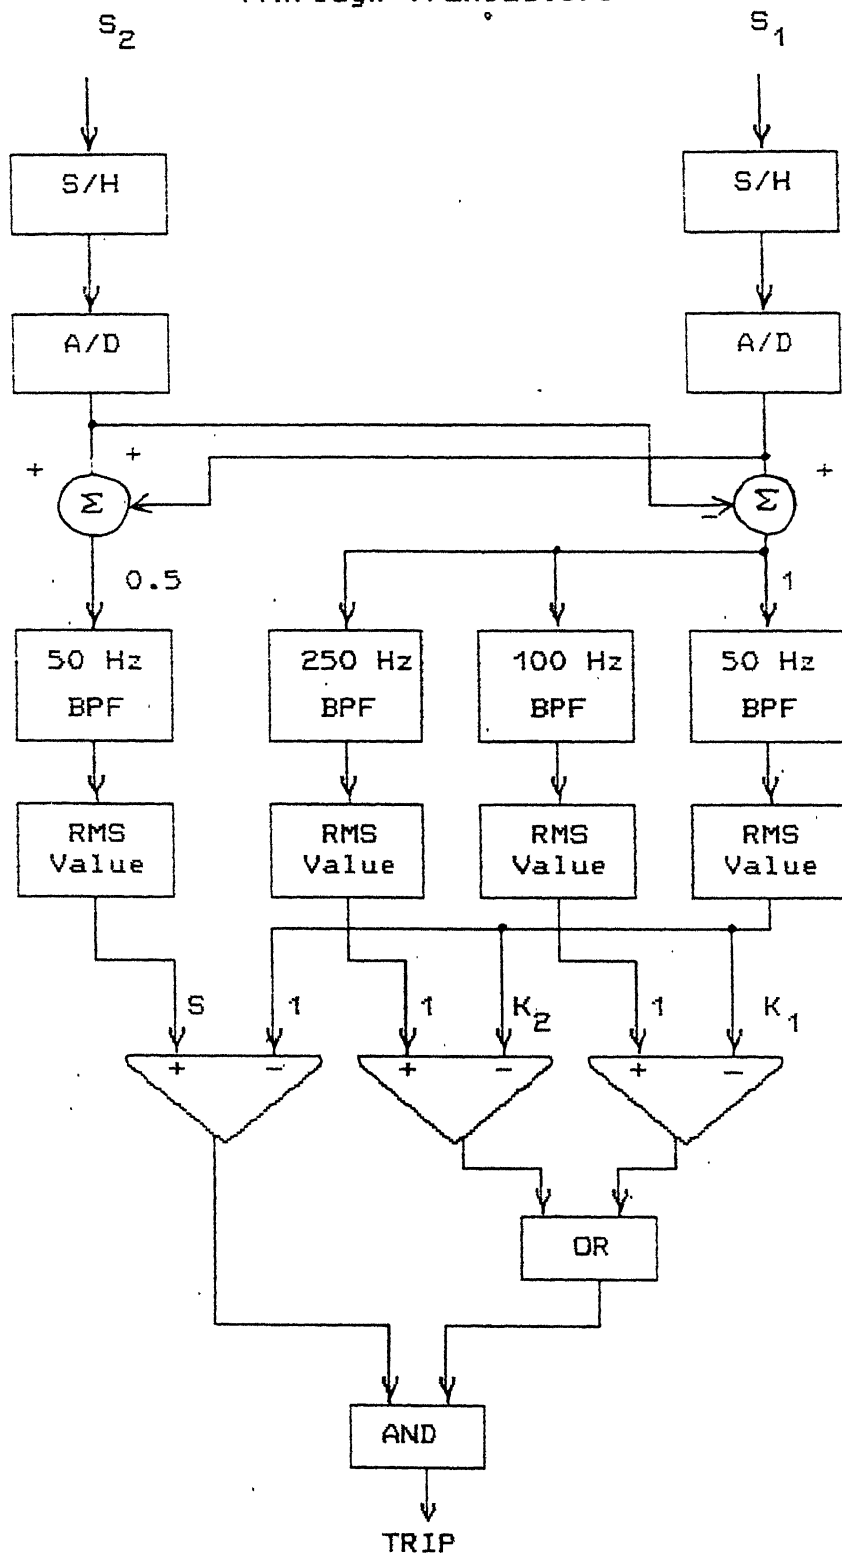 S2 S1
S/H S/H
A/D A/D
+ + +
Σ - Σ
0.5 1
50 Hz BPF
250 Hz BPF
100 Hz BPF
50 Hz BPF
RMS Value
RMS Value
RMS Value
RMS Value
S 1 1 K2 1 K1
+ - + - + -
OR
AND
TRIP